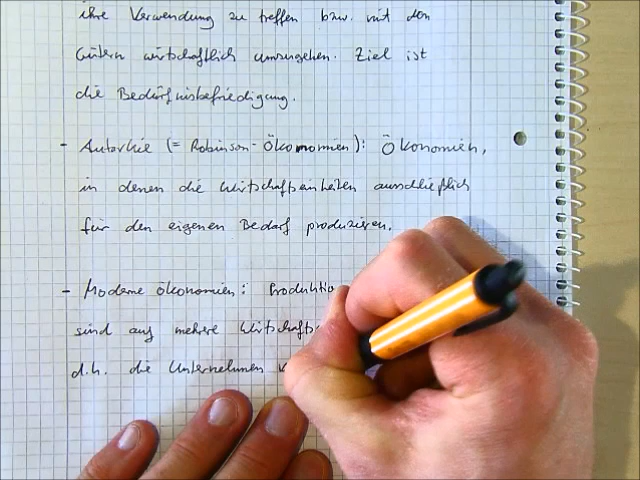 ihre Verwendung zu treffen bzw. mit den
Gütern wirtschaftlich umzugehen. Ziel ist
die Bedürfnisbefriedigung.
- Autarkie (= Robinson-Ökonomien): Ökonomien,
in denen die Wirtschaftseinheiten ausschließlich
für den eigenen Bedarf produzieren.
- Moderne Ökonomien: Produktio
sind auf mehrere Wirtschafts
d.h. die Unternehmen